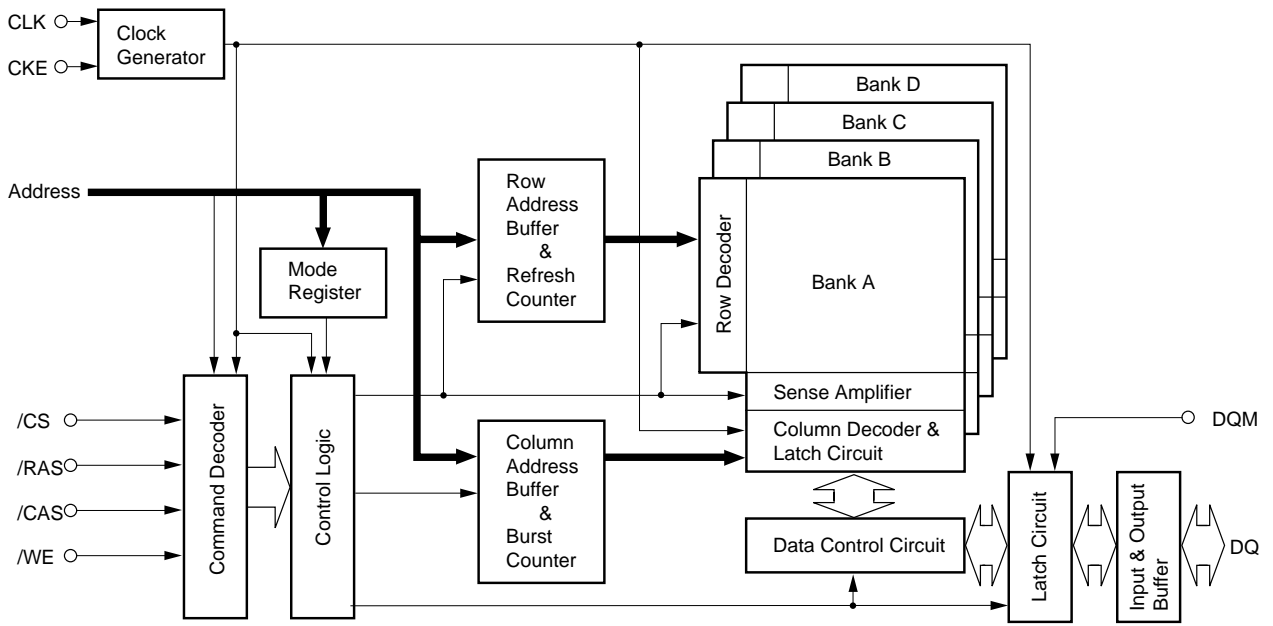 CLK
CKE
Clock
Generator
Bank D
Bank C
Bank B
Address
Row
Address
Buffer
&
Refresh
Counter
Row Decoder
Bank A
Mode
Register
Sense Amplifier
Column Decoder &
Latch Circuit
/CS
/RAS
/CAS
/WE
Command Decoder
Control Logic
Column
Address
Buffer
&
Burst
Counter
Data Control Circuit
DQM
Latch Circuit
Input & Output
Buffer
DQ